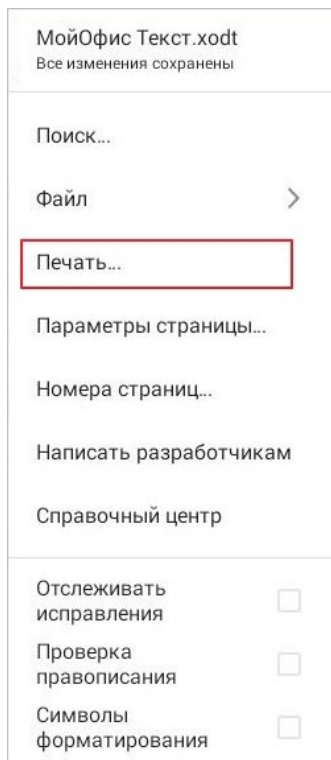 МойОфис Текст.xodt
Все изменения сохранены
Поиск...
Файл
Печать...
Параметры страницы...
Номера страниц...
Написать разработчикам
Справочный центр
Отслеживать
исправления
Проверка
правописания
Символы
форматирования